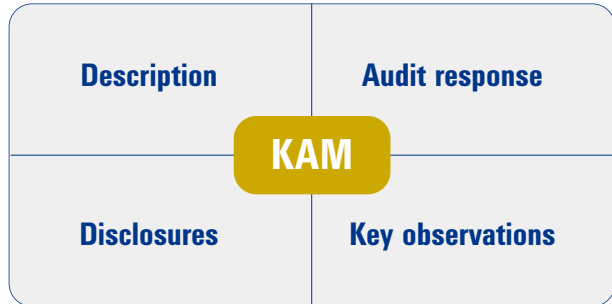 Description
Audit response
KAM
Disclosures
Key observations